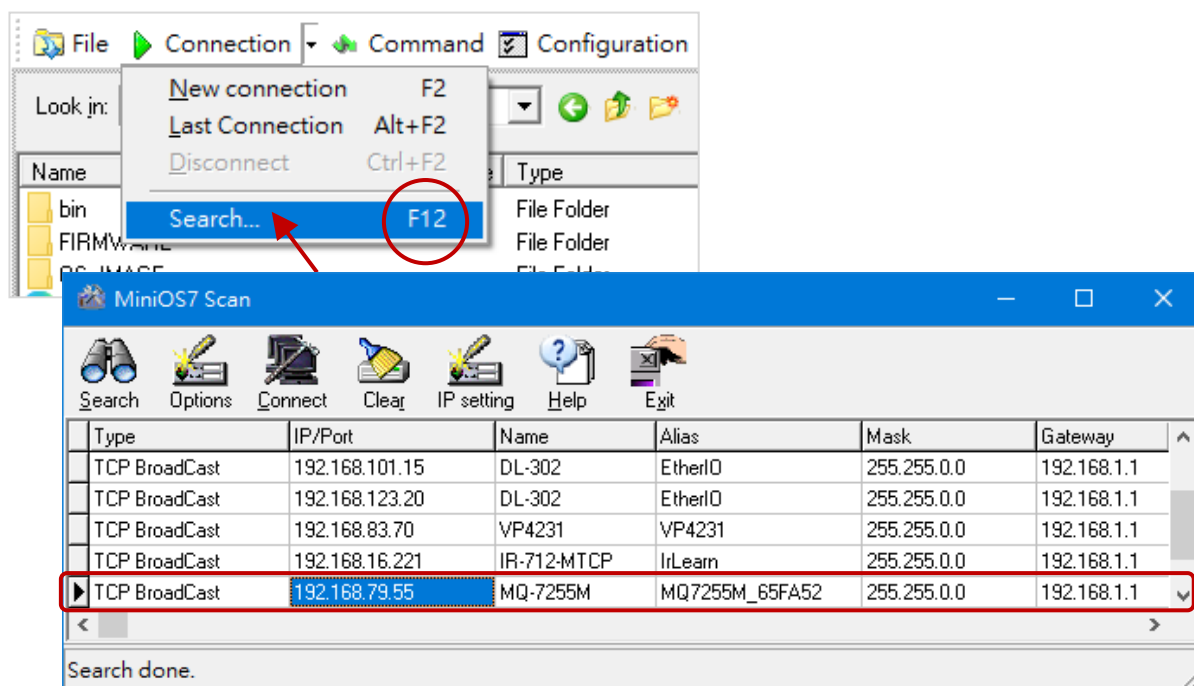 File Connection Command Configuration
Look in:
New connection F2
Last Connection Alt+F2
Disconnect Ctrl+F2
Search... F12
Name Type
bin File Folder
FIRMWARE File Folder
MiniOS7 Scan
Search Options Connect Clear IP setting Help Exit
Type IP/Port Name Alias Mask Gateway
TCP BroadCast 192.168.101.15 DL-302 EtherIO 255.255.0.0 192.168.1.1
TCP BroadCast 192.168.123.20 DL-302 EtherIO 255.255.0.0 192.168.1.1
TCP BroadCast 192.168.83.70 VP4231 VP4231 255.255.0.0 192.168.1.1
TCP BroadCast 192.168.16.221 IR-712-MTCP IrLearn 255.255.0.0 192.168.1.1
TCP BroadCast 192.168.79.55 MQ-7255M MQ7255M_65FA52 255.255.0.0 192.168.1.1
Search done.